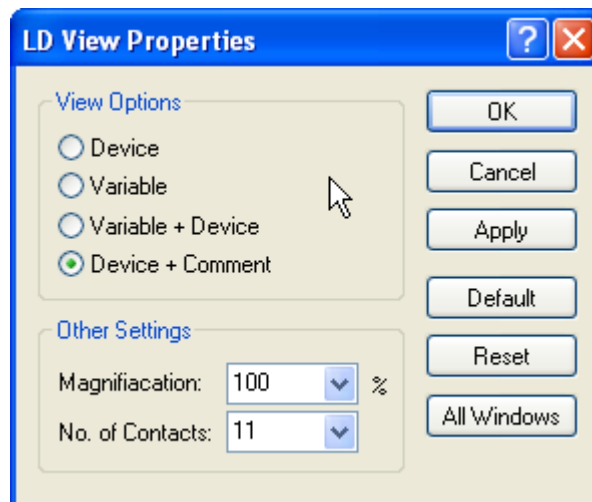 LD View Properties
View Options
Device
Variable
Variable + Device
Device + Comment
Other Settings
Magnifiacation: 100 %
No. of Contacts: 11
OK
Cancel
Apply
Default
Reset
All Windows